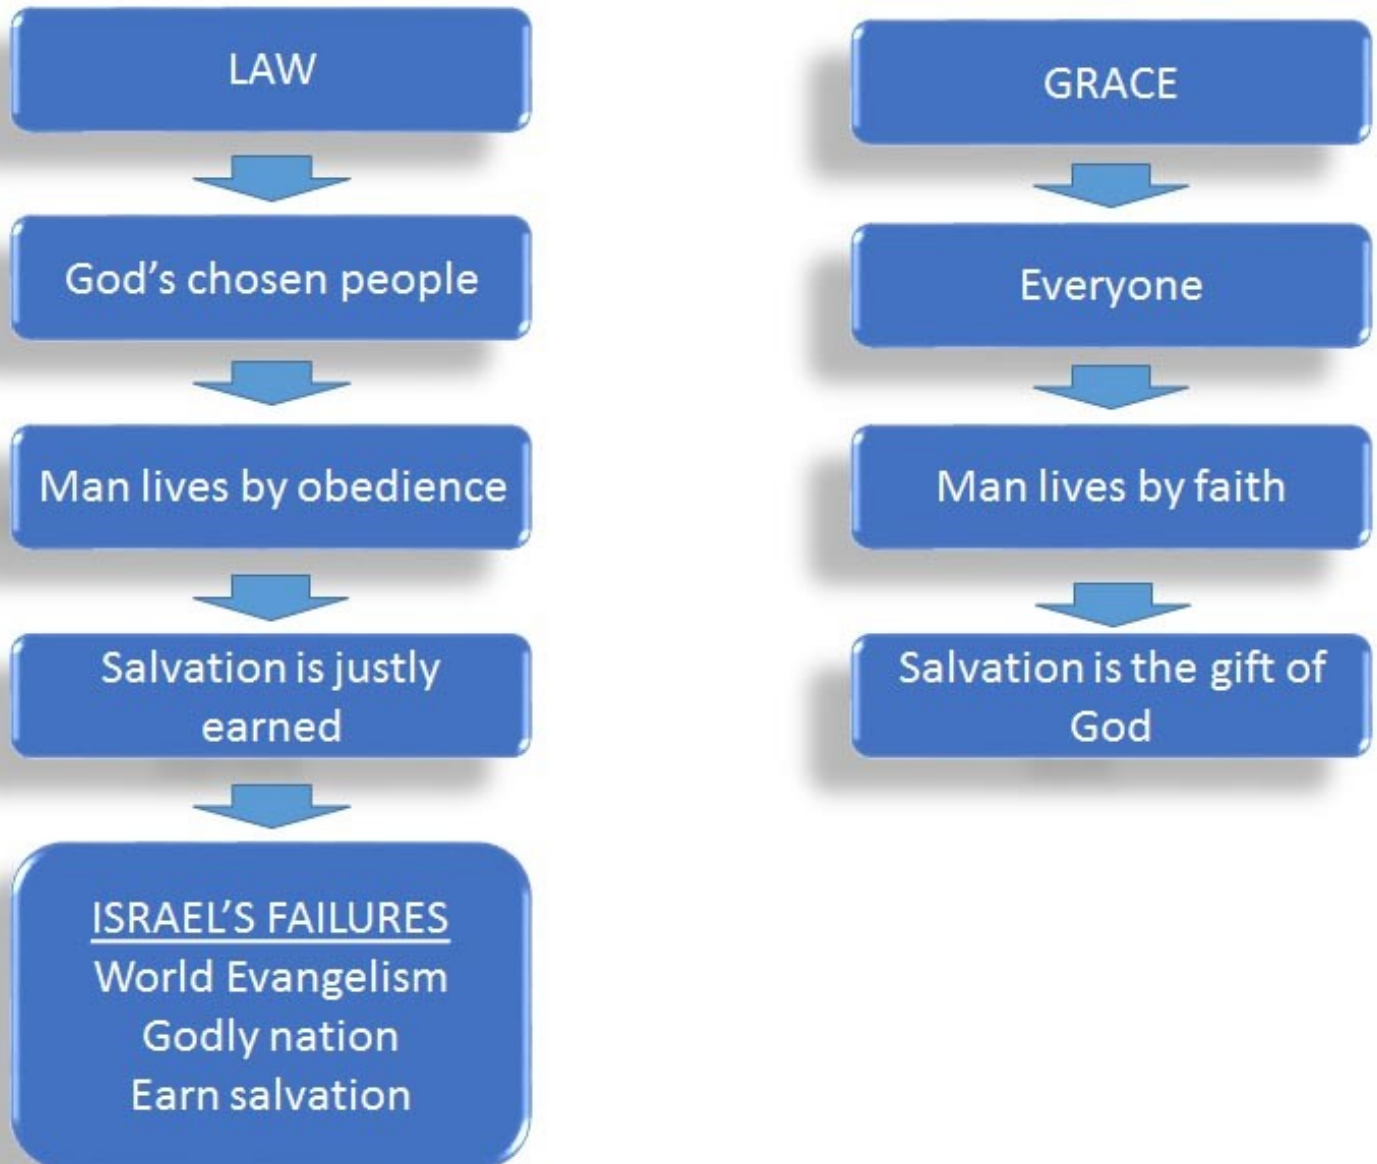 LAW
God's chosen people
Man lives by obedience
Salvation is justly
earned
ISRAEL'S FAILURES
World Evangelism
Godly nation
Earn salvation
GRACE
Everyone
Man lives by faith
Salvation is the gift of
God